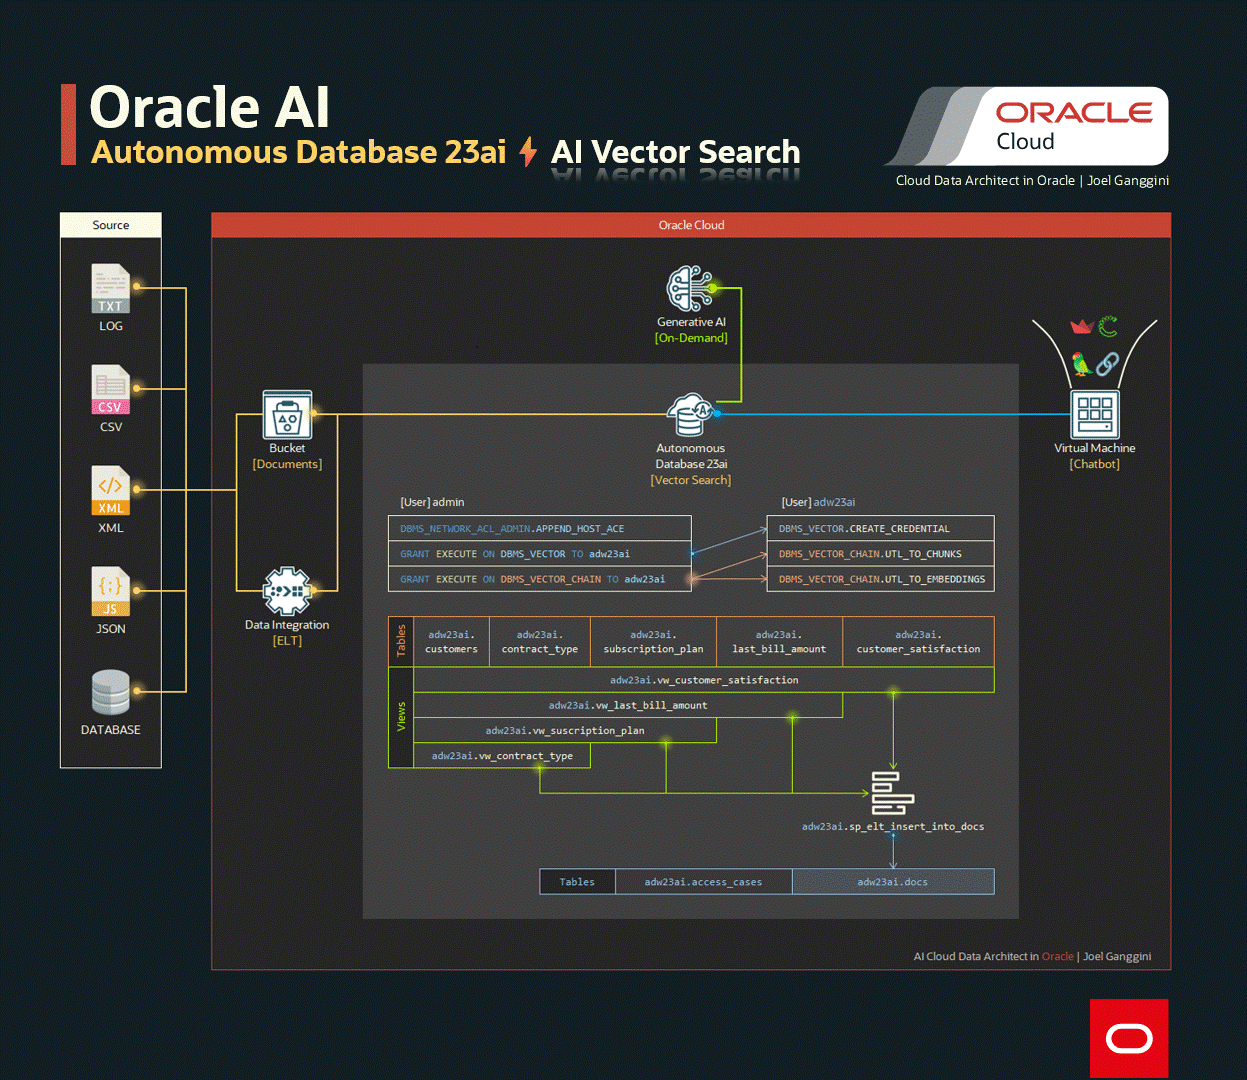 Oracle AI
Autonomous Database 23ai AI Vector Search
ORACLE
Cloud
Cloud Data Architect in Oracle | Joel Ganggini
Source
Oracle Cloud
TXT
LOG
CSV
CSV
XML
XML
JS
JSON
DATABASE
Generative AI
[On-Demand]
Bucket
[Documents]
Data Integration
[ELT]
A
Autonomous
Database 23ai
[Vector Search]
Virtual Machine
[Chatbot]
[User] admin
DBMS_NETWORK_ACL_ADMIN.APPEND_HOST_ACE
GRANT EXECUTE ON DBMS_VECTOR TO adw23ai
GRANT EXECUTE ON DBMS_VECTOR_CHAIN TO adw23ai
[User] adw23ai
DBMS_VECTOR.CREATE_CREDENTIAL
DBMS_VECTOR_CHAIN.UTL_TO_CHUNKS
DBMS_VECTOR_CHAIN.UTL_TO_EMBEDDINGS
Tables
adw23ai.
customers
adw23ai.
contract_type
adw23ai.
subscription_plan
adw23ai.
last_bill_amount
adw23ai.
customer_satisfaction
Views
adw23ai.vw_customer_satisfaction
adw23ai.vw_last_bill_amount
adw23ai.vw_suscription_plan
adw23ai.vw_contract_type
adw23ai.sp_elt_insert_into_docs
Tables
adw23ai.access_cases
adw23ai.docs
AI Cloud Data Architect in Oracle | Joel Ganggini